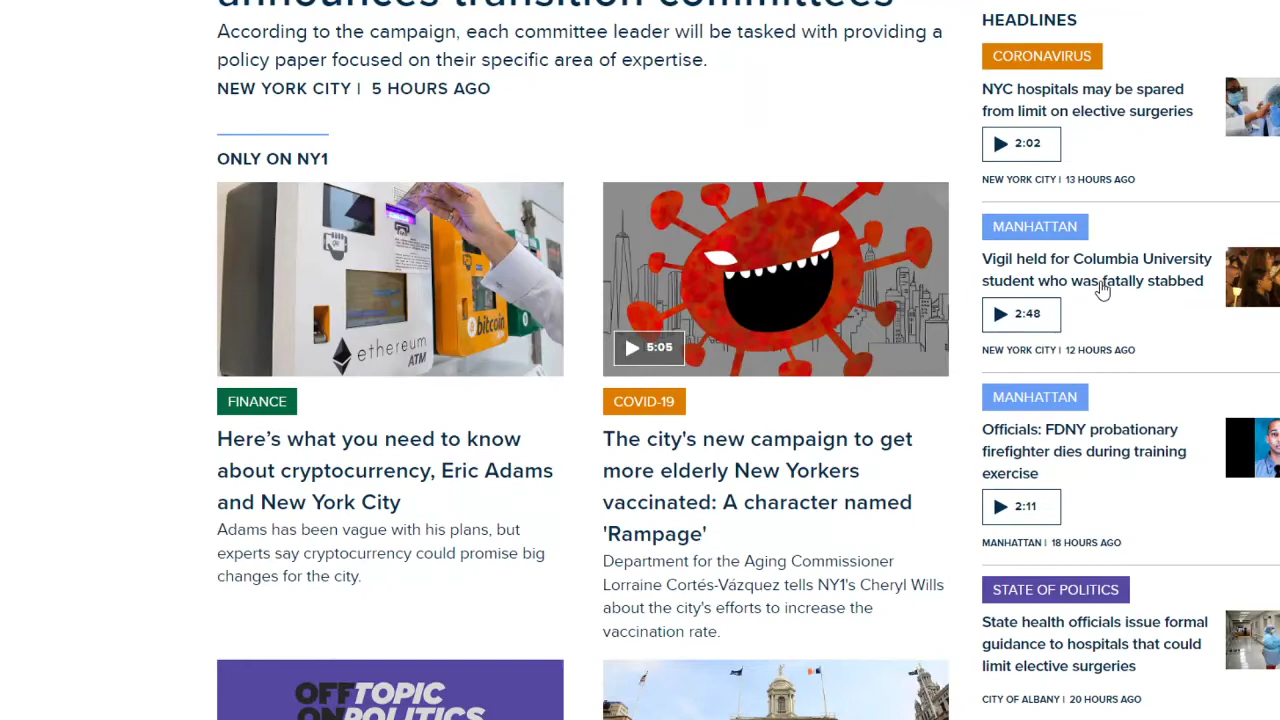 announces transition committees
According to the campaign, each committee leader will be tasked with providing a
policy paper focused on their specific area of expertise.
NEW YORK CITY | 5 HOURS AGO
ONLY ON NY1
ethereum
ATM
bitcoin
FINANCE
Here’s what you need to know
about cryptocurrency, Eric Adams
and New York City
Adams has been vague with his plans, but
experts say cryptocurrency could promise big
changes for the city.
5:05
COVID-19
The city's new campaign to get
more elderly New Yorkers
vaccinated: A character named
'Rampage'
Department for the Aging Commissioner
Lorraine Cortés-Vázquez tells NY1's Cheryl Wills
about the city's efforts to increase the
vaccination rate.
OFFTOPIC
ONPOLITICS
HEADLINES
CORONAVIRUS
NYC hospitals may be spared
from limit on elective surgeries
2:02
NEW YORK CITY | 13 HOURS AGO
MANHATTAN
Vigil held for Columbia University
student who was fatally stabbed
2:48
NEW YORK CITY | 12 HOURS AGO
MANHATTAN
Officials: FDNY probationary
firefighter dies during training
exercise
2:11
MANHATTAN | 18 HOURS AGO
STATE OF POLITICS
State health officials issue formal
guidance to hospitals that could
limit elective surgeries
CITY OF ALBANY | 20 HOURS AGO